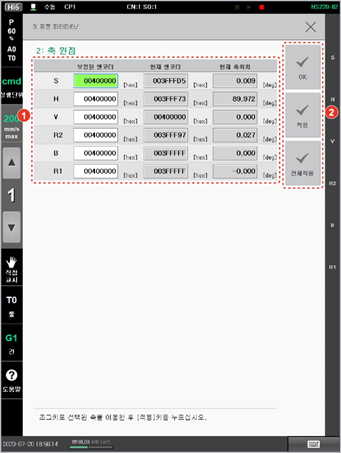 Hi6 수동 CP1 CN:1 SQ:1 HS220-02
P
60
%
A0
T0
cmd
실행단위
200
mm/s
max
1
직접
교시
T0
툴
G1
건
도움말
3: 로봇 파라미터/
2: 축 원점
보정된 엔코더 현재 엔코더 현재 축위치
S 00400000 [hex] 003FFFD5 [hex] 0.009 [deg]
H 00400000 [hex] 003FFF73 [hex] 89.972 [deg]
V 00400000 [hex] 00400000 [hex] 0.000 [deg]
R2 00400000 [hex] 003FFF97 [hex] 0.027 [deg]
B 00400000 [hex] 003FFFFF [hex] 0.000 [deg]
R1 00400000 [hex] 003FFFFF [hex] -0.000 [deg]
1
2
OK
적용
전체적용
S
H
V
R2
B
R1
조그키로 선택된 축을 이동한 후 [적용]키를 누르십시오.
2020-07-20 18:56:14